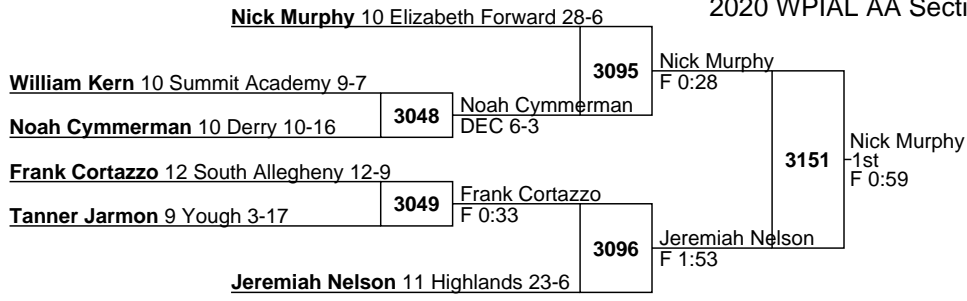 2020 WPIAL AA Secti
Nick Murphy 10 Elizabeth Forward 28-6
3095
Nick Murphy
F 0:28
William Kern 10 Summit Academy 9-7
3048
Noah Cymmerman
DEC 6-3
Noah Cymmerman 10 Derry 10-16
3151
Nick Murphy
1st
F 0:59
Frank Cortazzo 12 South Allegheny 12-9
3049
Frank Cortazzo
F 0:33
Tanner Jarmon 9 Yough 3-17
3096
Jeremiah Nelson
F 1:53
Jeremiah Nelson 11 Highlands 23-6